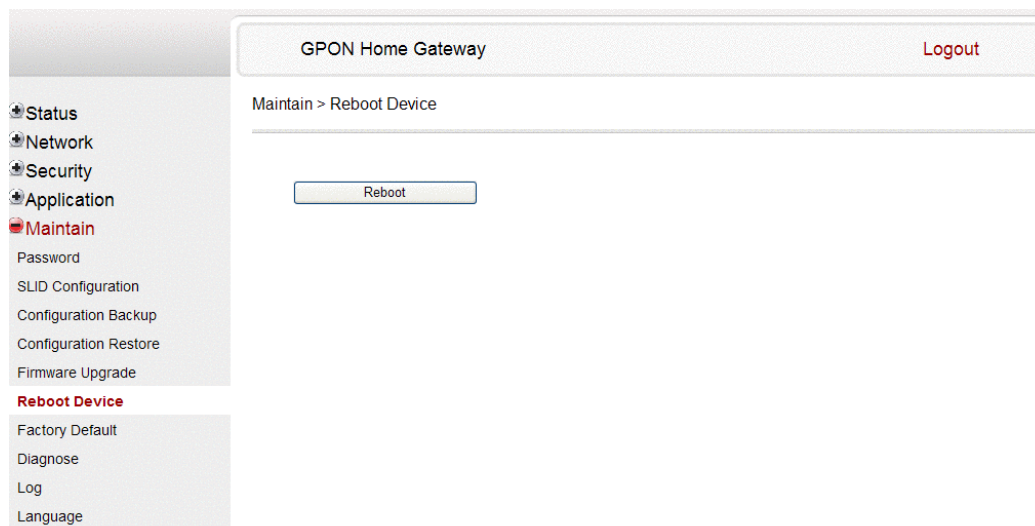 GPON Home Gateway
Logout
Maintain > Reboot Device
Reboot
Status
Network
Security
Application
Maintain
Password
SLID Configuration
Configuration Backup
Configuration Restore
Firmware Upgrade
Reboot Device
Factory Default
Diagnose
Log
Language